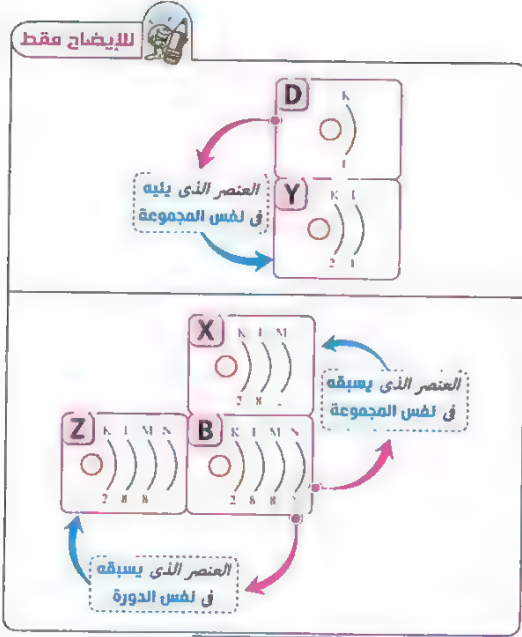 للإيضاح فقط
D
K
1
العنصر الذى يليه
فى نفس المجموعة
Y
K L
2 1
X
K L M
2 8
العنصر الذى يسبقه
فى نفس المجموعة
Z
K L M N
2 8 8
B
K L M N
2 8 8
العنصر الذى يسبقه
فى نفس الدورة